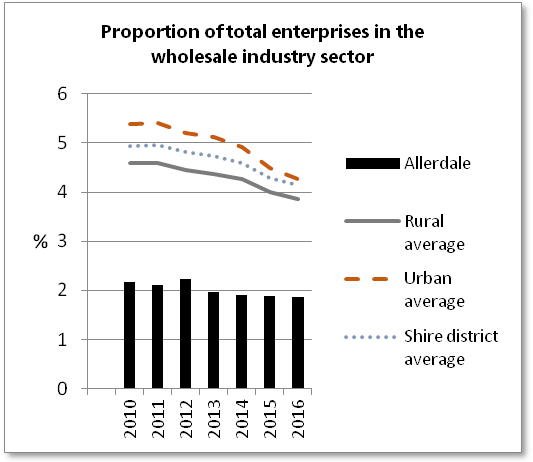 Proportion of total enterprises in the
wholesale industry sector
6
5
4
3
2
1
0
%
2010
2011
2012
2013
2014
2015
2016
Allerdale
Rural
average
Urban
average
Shire district
average